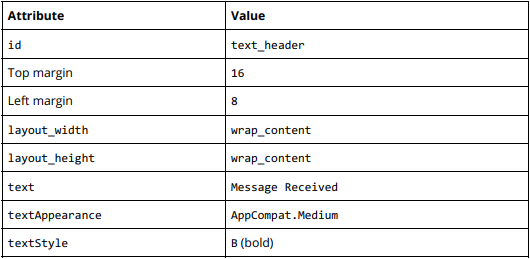 Attribute Value
id text_header
Top margin 16
Left margin 8
layout_width wrap_content
layout_height wrap_content
text Message Received
textAppearance AppCompat.Medium
textStyle B (bold)